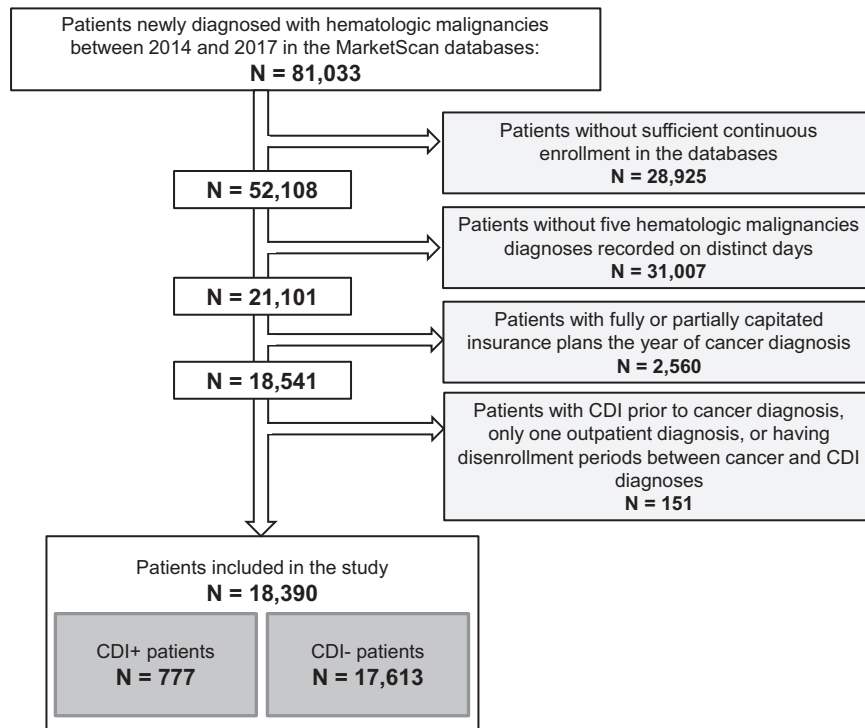 Patients newly diagnosed with hematologic malignancies
between 2014 and 2017 in the MarketScan databases:
N = 81,033
Patients without sufficient continuous
enrollment in the databases
N = 28,925
N = 52,108
Patients without five hematologic malignancies
diagnoses recorded on distinct days
N = 31,007
N = 21,101
Patients with fully or partially capitated
insurance plans the year of cancer diagnosis
N = 2,560
N = 18,541
Patients with CDI prior to cancer diagnosis,
only one outpatient diagnosis, or having
disenrollment periods between cancer and CDI
diagnoses
N = 151
Patients included in the study
N = 18,390
CDI+ patients
N = 777
CDI- patients
N = 17,613